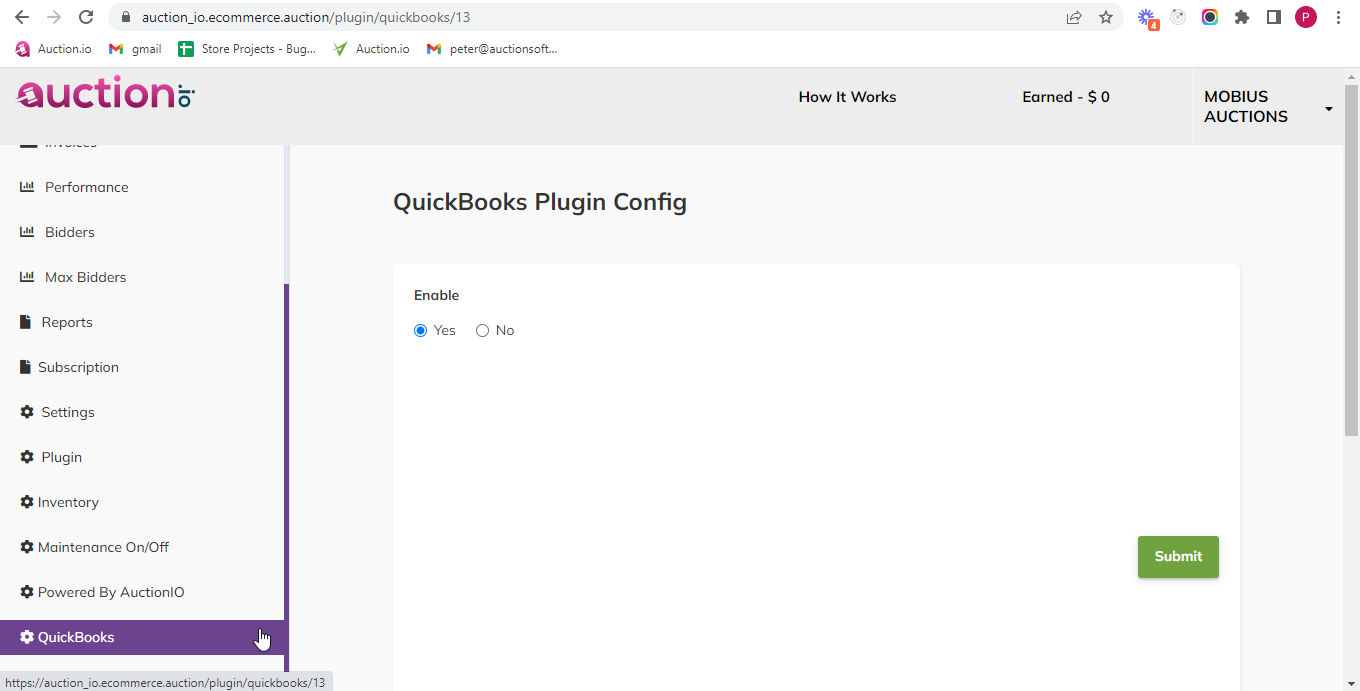 auction_io.ecommerce.auction/plugin/quickbooks/13
4
P
Auction.io
gmail
Store Projects - Bug...
Auction.io
peter@auctionsoft...
auction io
How It Works
Earned - $ 0
MOBIUS
AUCTIONS
Invoices
Performance
Bidders
Max Bidders
Reports
Subscription
Settings
Plugin
Inventory
Maintenance On/Off
Powered By AuctionIO
QuickBooks
QuickBooks Plugin Config
Enable
Yes No
Submit
https://auction_io.ecommerce.auction/plugin/quickbooks/13